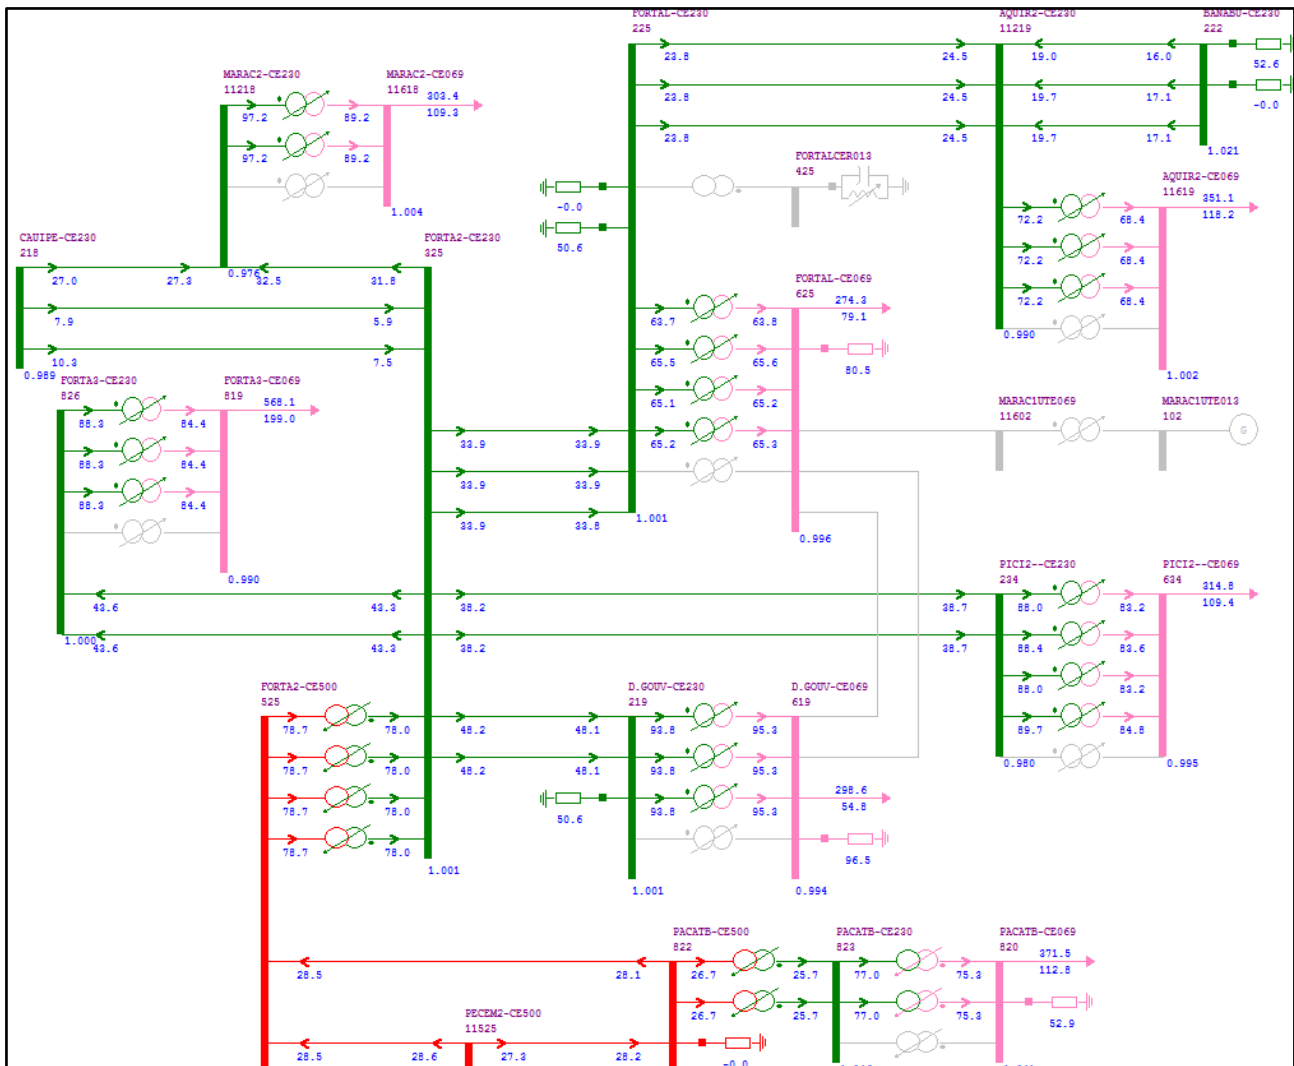 FORTAL-CE230
225
AQUIR2-CE230
11219
BANABU-CE230
222
23.8 24.5 19.0 16.0
52.6
23.8 24.5 19.7 17.1
-0.0
23.8 24.5 19.7 17.1
1.021
MARAC2-CE230
11218
MARAC2-CE069
11618
97.2 89.2
303.4
109.3
97.2 89.2
1.004
FORTALCER013
425
-0.0
50.6
AQUIR2-CE069
11619
351.1
118.2
72.2 68.4
72.2 68.4
72.2 68.4
0.990
1.002
CAUIPE-CE230
218
FORTA2-CE230
325
27.0 27.3 0.976 32.5 31.8
7.9 5.9
10.3 7.5
0.989
FORTAL-CE069
625
274.3
79.1
63.7 63.8
65.5 65.6
80.5
65.1 65.2
65.2 65.3
FORTA3-CE230
826
FORTA3-CE069
819
568.1
199.0
88.3 84.4
88.3 84.4
88.3 84.4
0.990
MARAC1UTE069
11602
MARAC1UTE013
102
G
33.9 33.9
33.9 33.9
33.9 33.8
1.001
0.996
PICI2--CE230
234
PICI2--CE069
634
314.8
109.4
43.6 43.3 38.2 38.7
88.0 83.2
1.000
43.6 43.3 38.2 38.7
88.4 83.6
88.0 83.2
89.7 84.8
0.980
0.995
FORTA2-CE500
525
D.GOUV-CE230
219
D.GOUV-CE069
619
78.7 78.0 48.2 48.1 93.8 95.3
78.7 78.0 48.2 48.1 93.8 95.3
78.7 78.0
50.6
93.8 95.3
298.6
54.8
78.7 78.0
96.5
1.001
1.001
0.994
PACATB-CE500
822
PACATB-CE230
823
PACATB-CE069
820
28.5 28.1 26.7 25.7 77.0 75.3
371.5
112.8
26.7 25.7 77.0 75.3
52.9
PECEM2-CE500
11525
28.5 28.6 27.3 28.2
-0.0